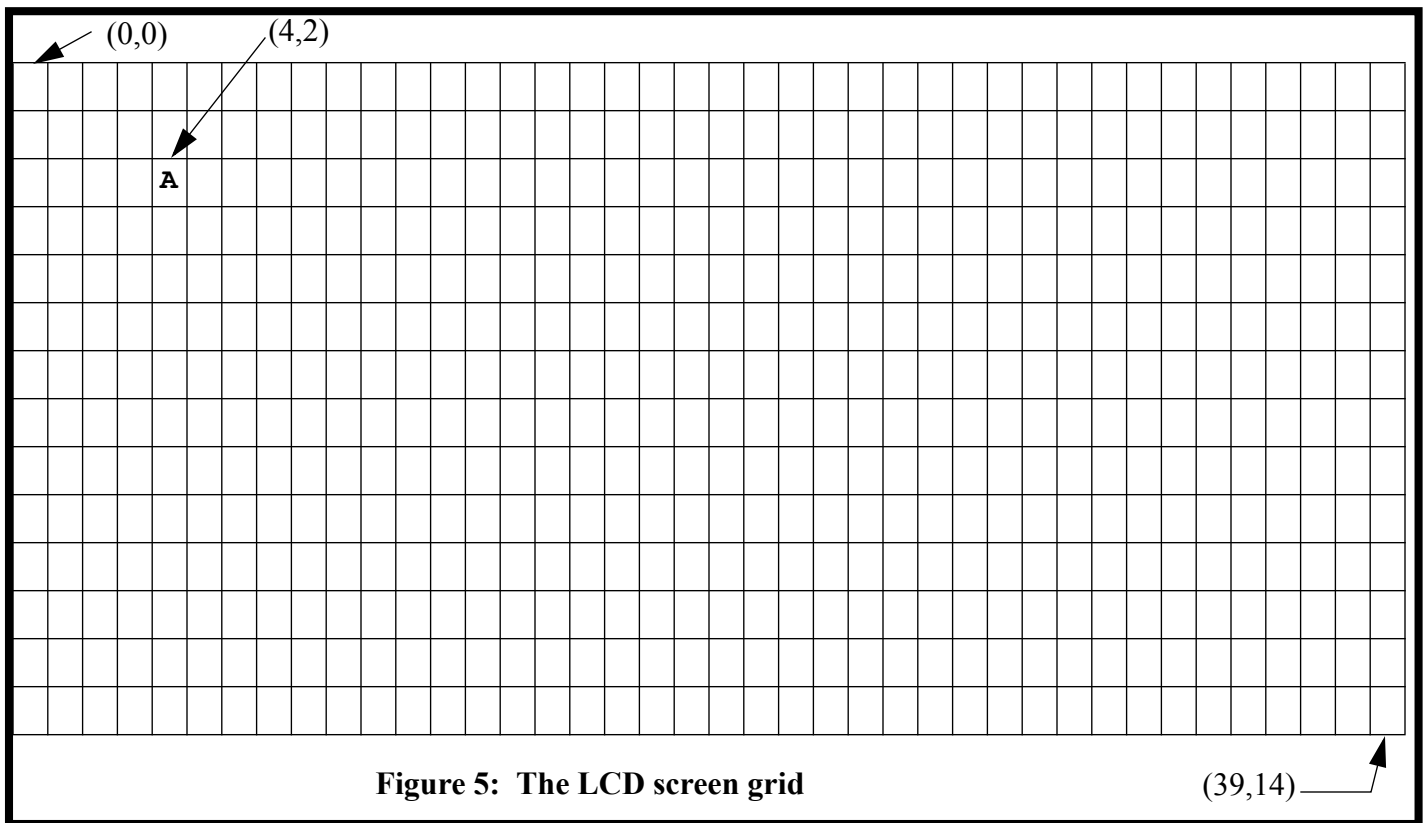 (0,0) (4,2)
A
Figure 5: The LCD screen grid (39,14)